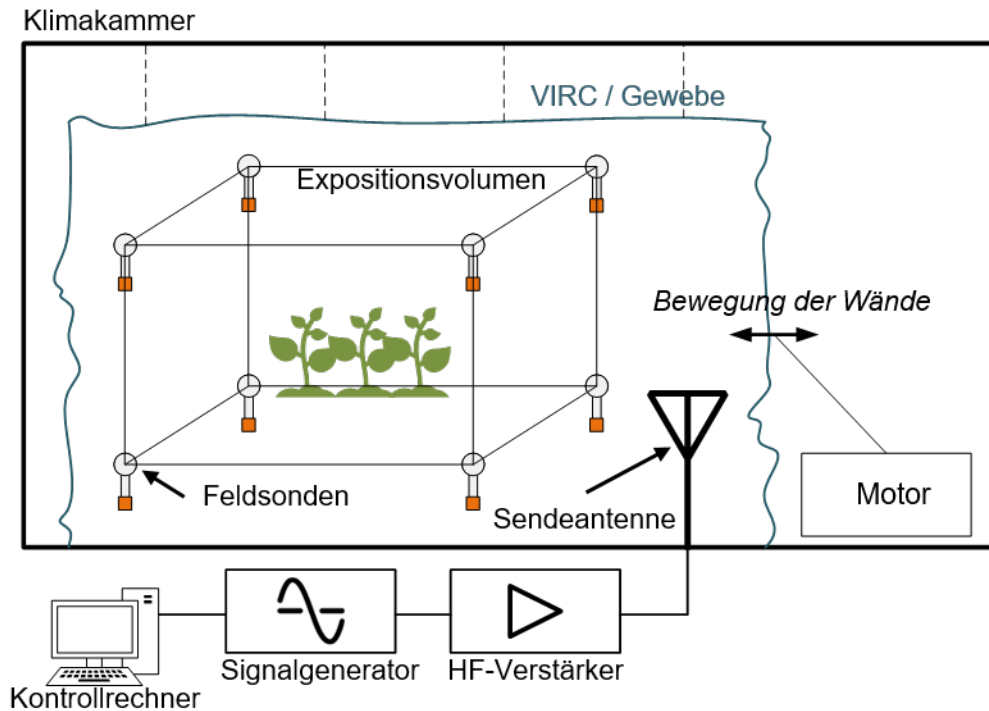 Klimakammer
VIRC / Gewebe
Expositionsvolumen
Bewegung der Wände
Feldsonden
Sendeantenne
Motor
Signalgenerator
HF-Verstärker
Kontrollrechner